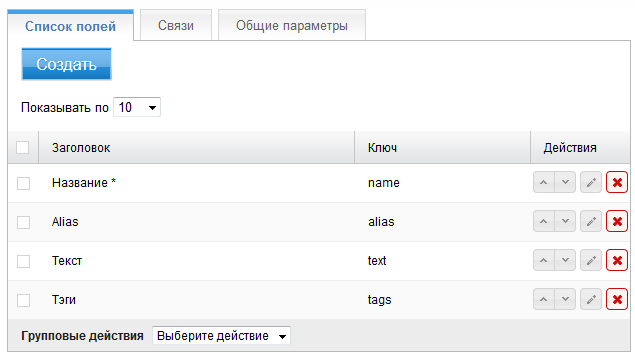 Список полей Связи Общие параметры
Создать
Показывать по 10
Заголовок Ключ Действия
Название * name
Alias alias
Текст text
Тэги tags
Групповые действия Выберите действие